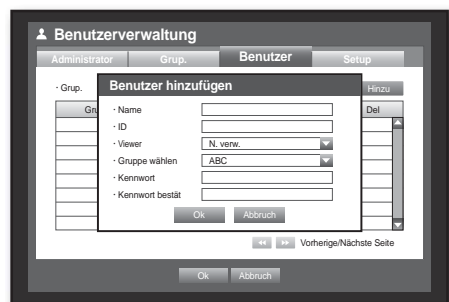 Benutzerverwaltung
Administrator Grup. Benutzer Setup
· Grup. Hinzu
Gru Del
Benutzer hinzufügen
· Name
· ID
· Viewer N. verw.
· Gruppe wählen ABC
· Kennwort
· Kennwort bestät
Ok Abbruch
Vorherige/Nächste Seite
Ok Abbruch